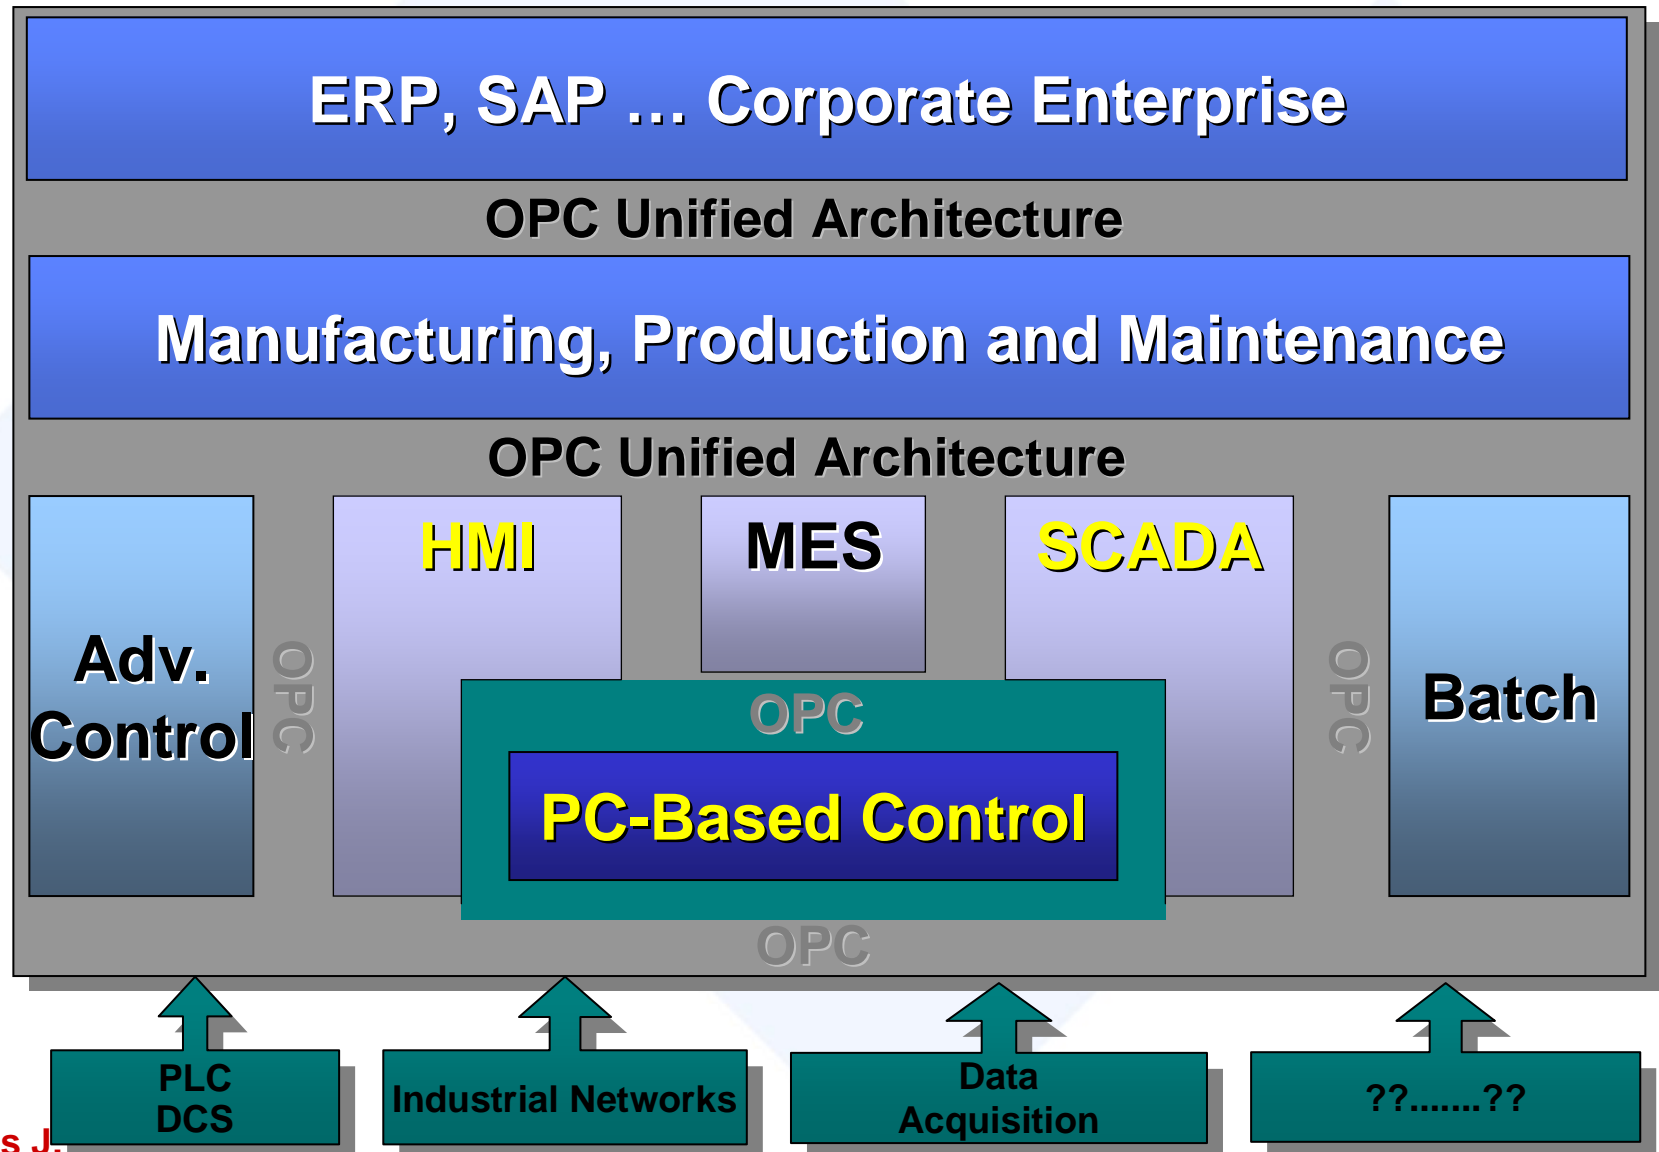 ERP, SAP … Corporate Enterprise
OPC Unified Architecture
Manufacturing, Production and Maintenance
OPC Unified Architecture
HMI
MES
SCADA
Adv.
Control
OPC
OPC
Batch
OPC
PC-Based Control
OPC
PLC
DCS
Industrial Networks
Data
Acquisition
??.......??
s J.